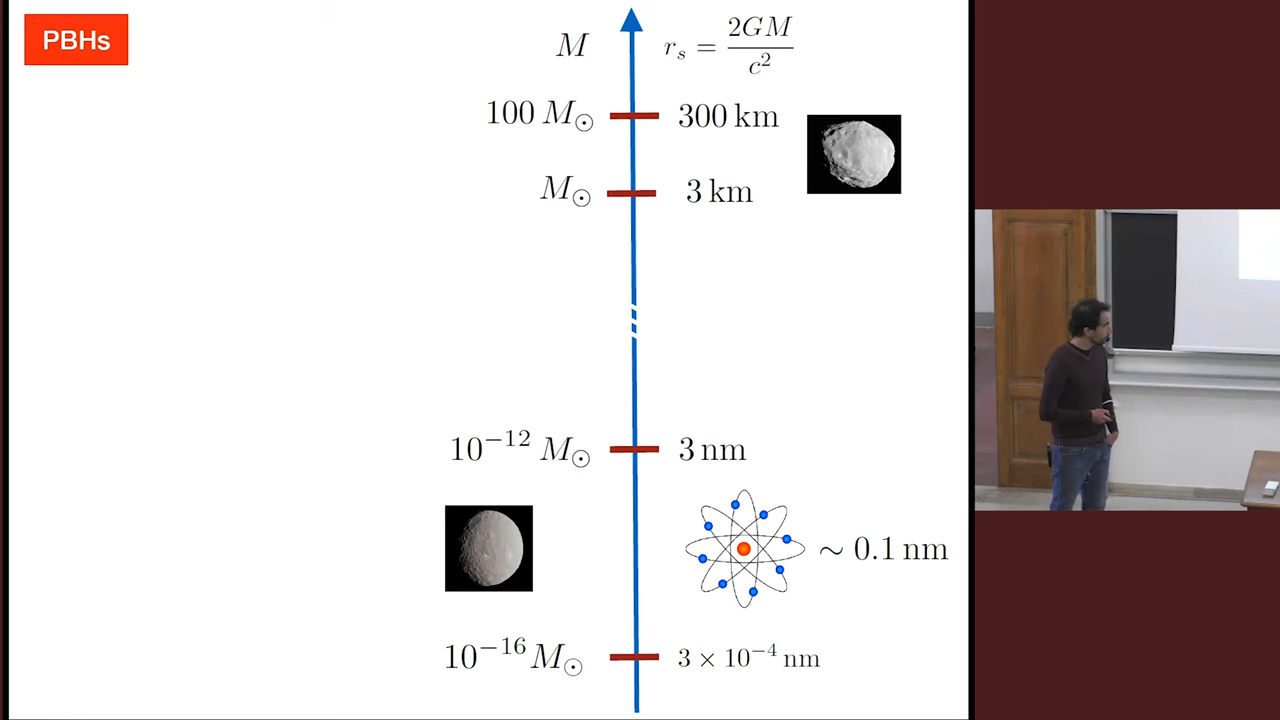 PBHs
M r_s = 2GM / c^2
100 M_⊙ 300 km
M_⊙ 3 km
10^{-12} M_⊙ 3 nm
∼ 0.1 nm
10^{-16} M_⊙ 3 × 10^{-4} nm